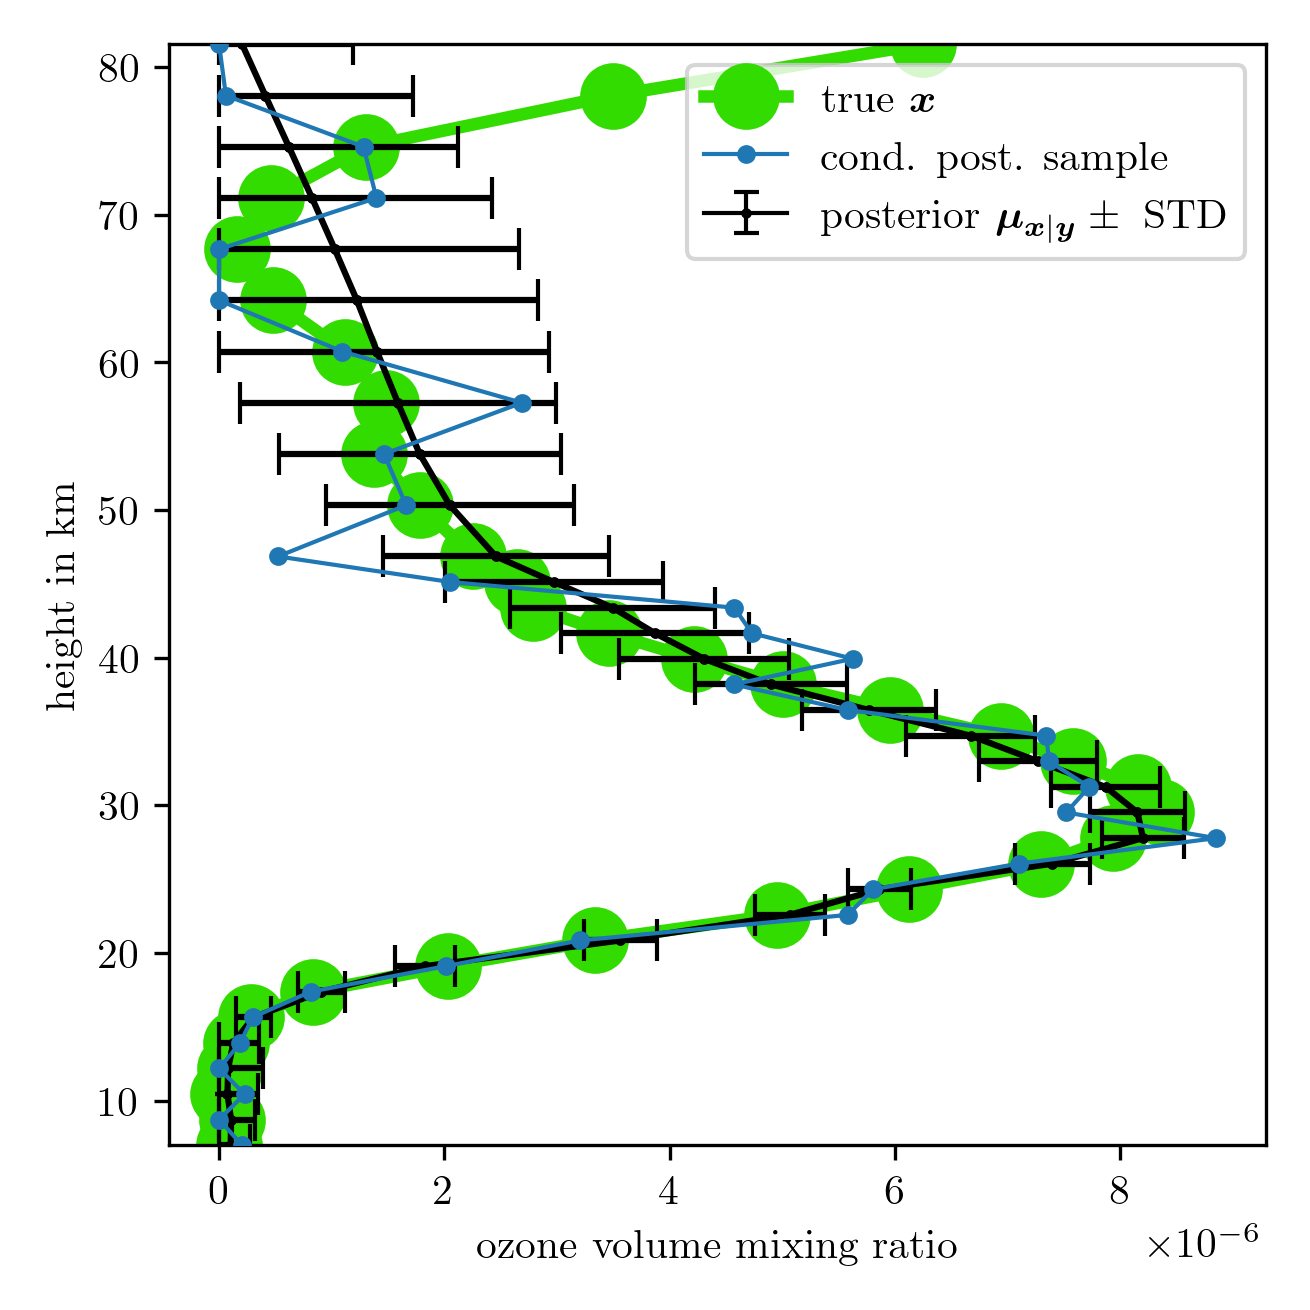 80
70
60
50
40
30
20
10
height in km
true x
cond. post. sample
posterior μx|y ± STD
0 2 4 6 8
×10⁻⁶
ozone volume mixing ratio